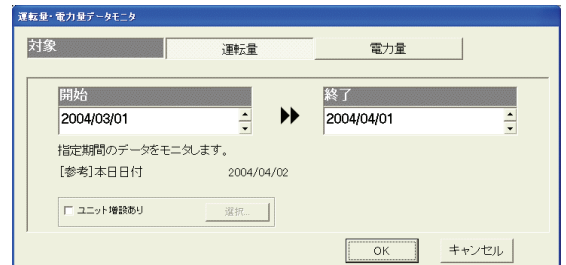 運転量・電力量データモニタ
対象 運転量 電力量
開始 終了
2004/03/01 2004/04/01
指定期間のデータをモニタします。
[参考]本日日付 2004/04/02
ユニット増設あり 選択...
OK キャンセル